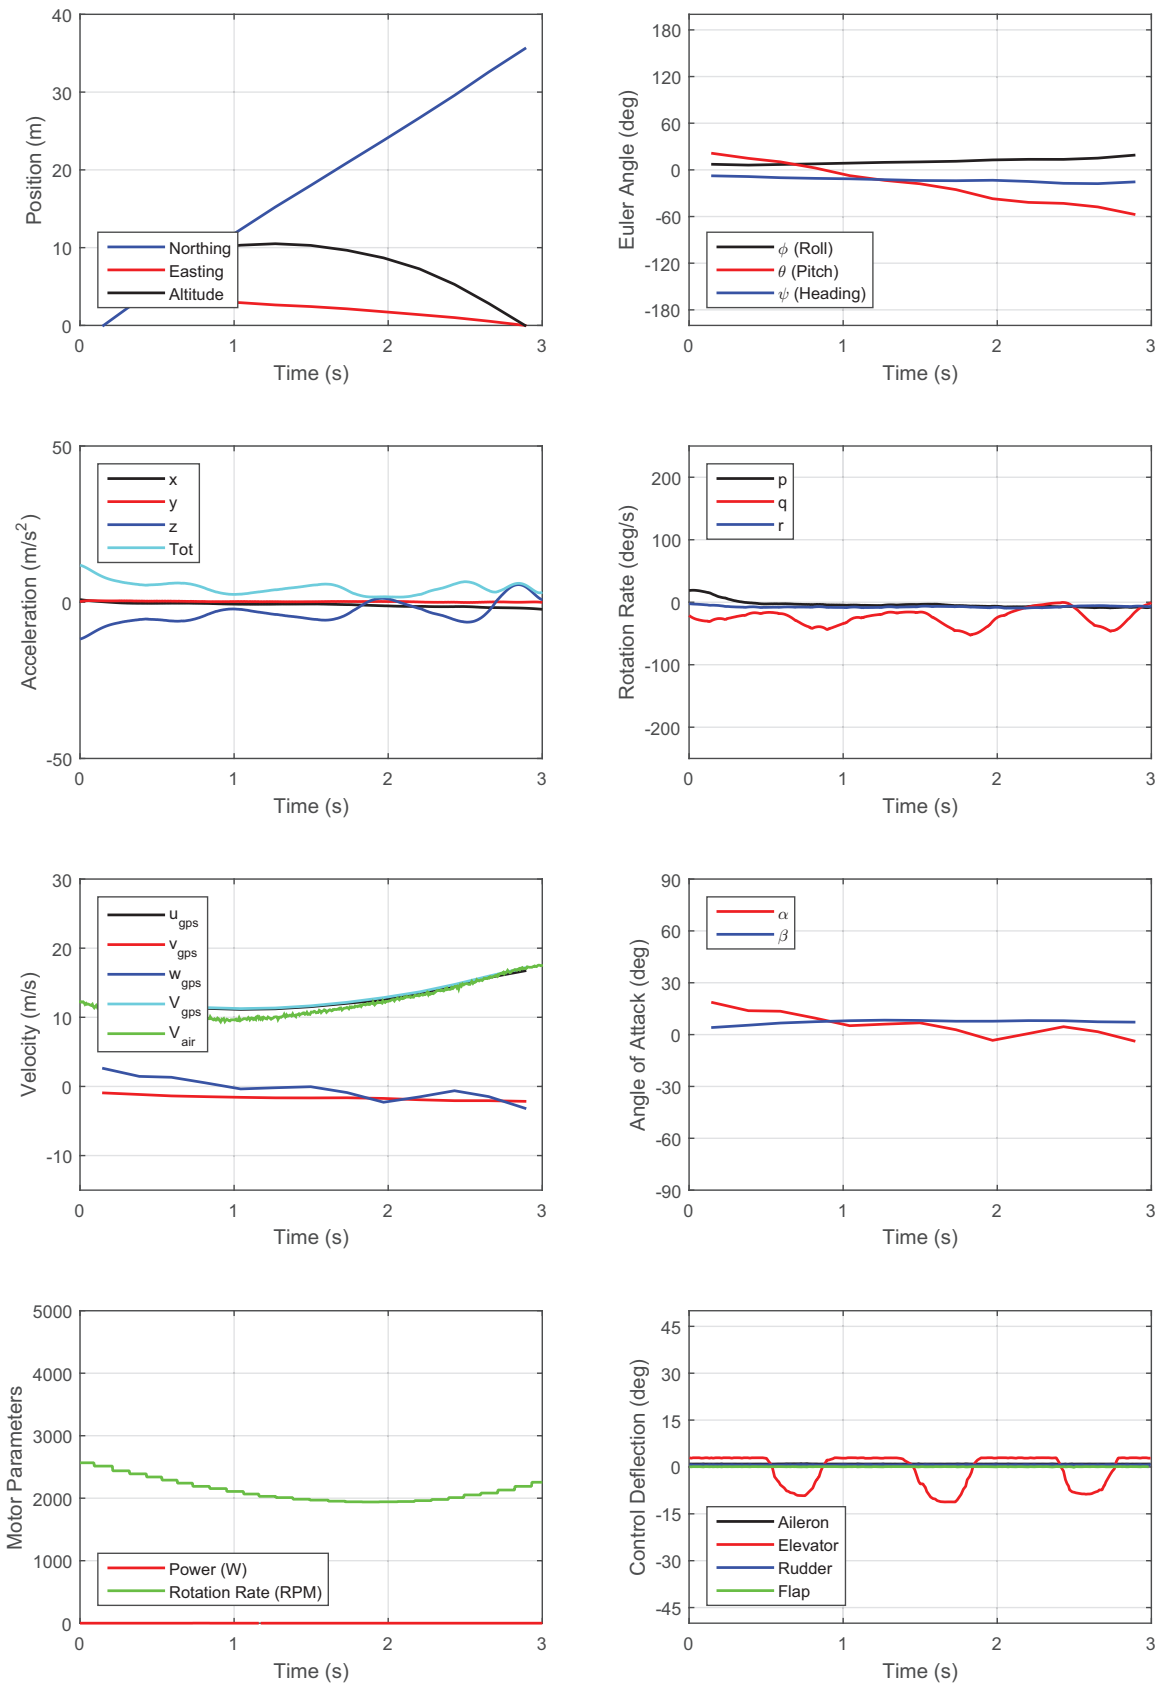 40
30
20
10
0
Position (m)
Northing
Easting
Altitude
0
1
2
3
Time (s)
180
120
60
0
-60
-120
-180
Euler Angle (deg)
ϕ (Roll)
θ (Pitch)
ψ (Heading)
0
1
2
3
Time (s)
50
0
-50
Acceleration (m/s²)
x
y
z
Tot
0
1
2
3
Time (s)
200
100
0
-100
-200
Rotation Rate (deg/s)
p
q
r
0
1
2
3
Time (s)
30
20
10
0
-10
Velocity (m/s)
u_gps
v_gps
w_gps
V_gps
V_air
0
1
2
3
Time (s)
90
60
30
0
-30
-60
-90
Angle of Attack (deg)
α
β
0
1
2
3
Time (s)
5000
4000
3000
2000
1000
0
Motor Parameters
Power (W)
Rotation Rate (RPM)
0
1
2
3
Time (s)
45
30
15
0
-15
-30
-45
Control Deflection (deg)
Aileron
Elevator
Rudder
Flap
0
1
2
3
Time (s)